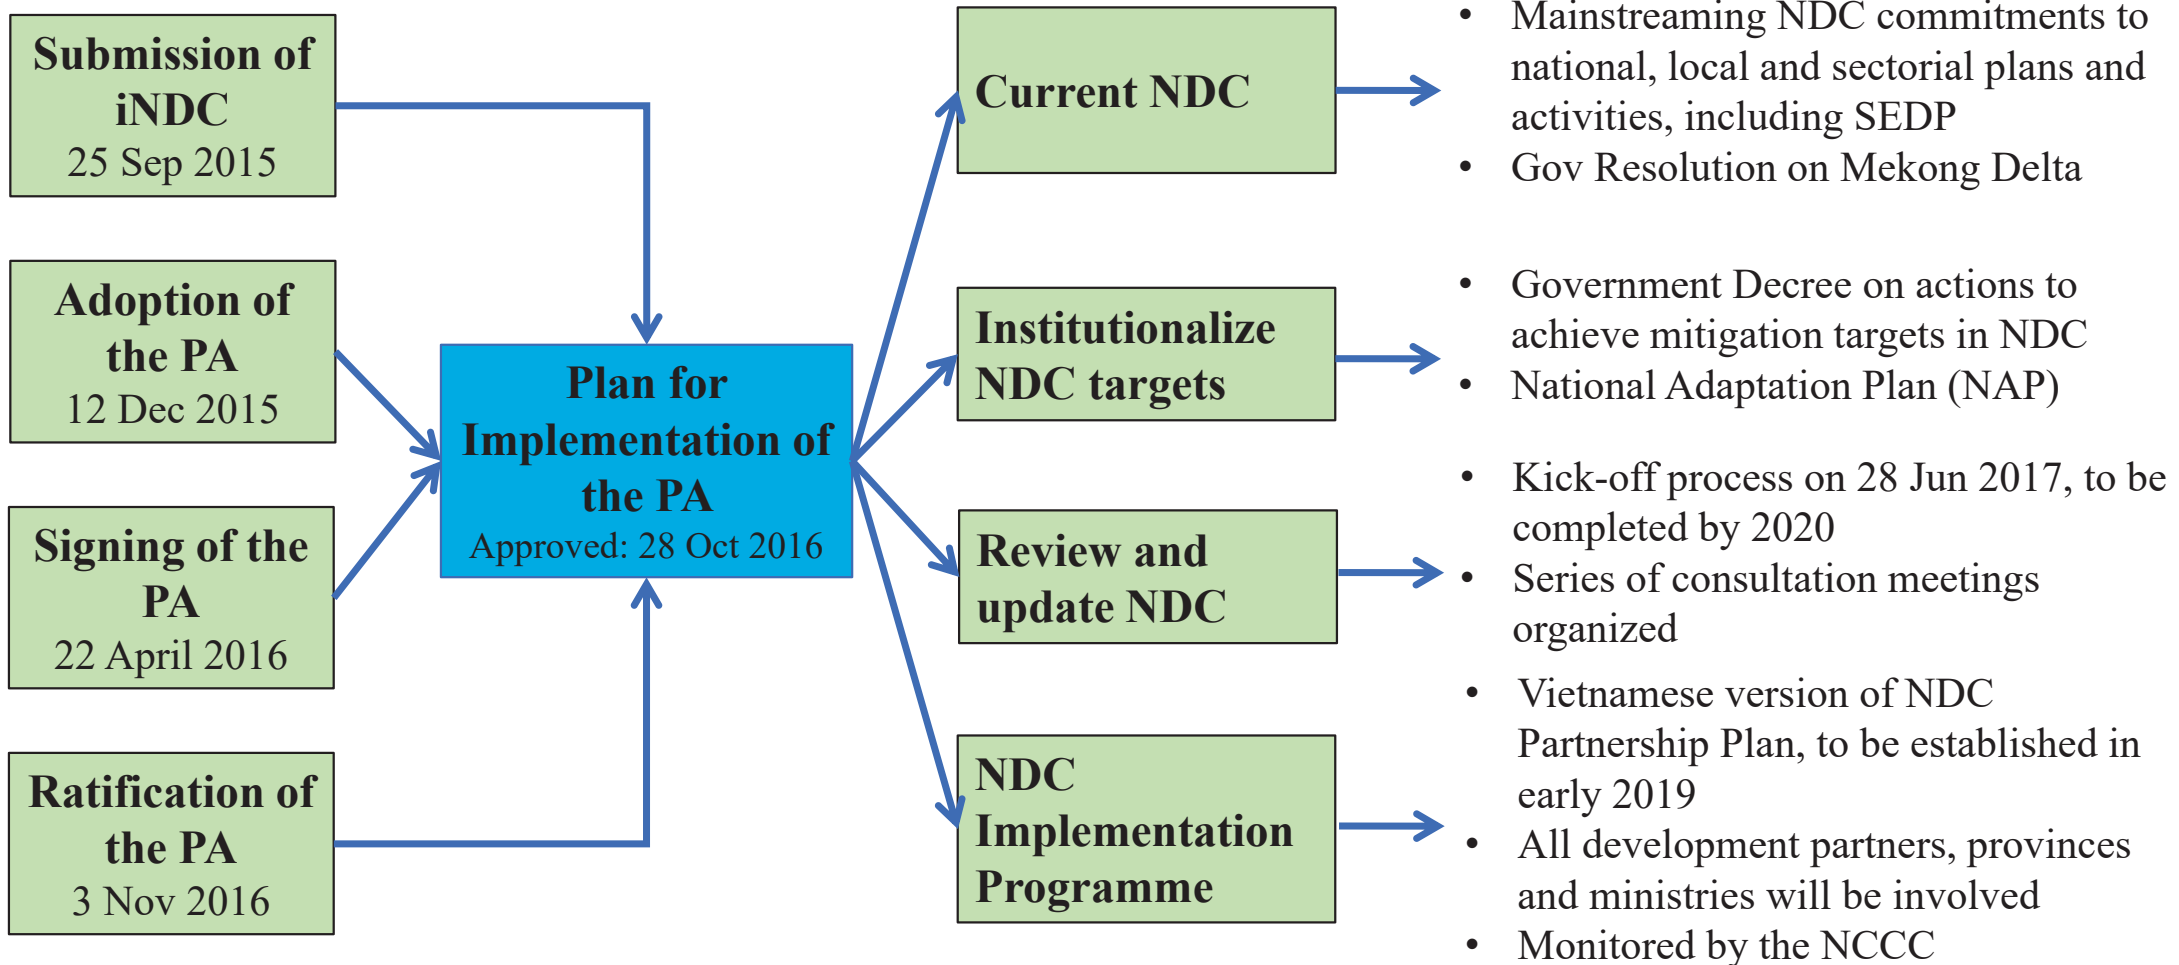 Submission of
iNDC
25 Sep 2015
Adoption of
the PA
12 Dec 2015
Signing of the
PA
22 April 2016
Ratification of
the PA
3 Nov 2016
Plan for
Implementation of
the PA
Approved: 28 Oct 2016
Current NDC
• Mainstreaming NDC commitments to
national, local and sectorial plans and
activities, including SEDP
• Gov Resolution on Mekong Delta
Institutionalize
NDC targets
• Government Decree on actions to
achieve mitigation targets in NDC
• National Adaptation Plan (NAP)
Review and
update NDC
• Kick-off process on 28 Jun 2017, to be
completed by 2020
• Series of consultation meetings
organized
NDC
Implementation
Programme
• Vietnamese version of NDC
Partnership Plan, to be established in
early 2019
• All development partners, provinces
and ministries will be involved
• Monitored by the NCCC